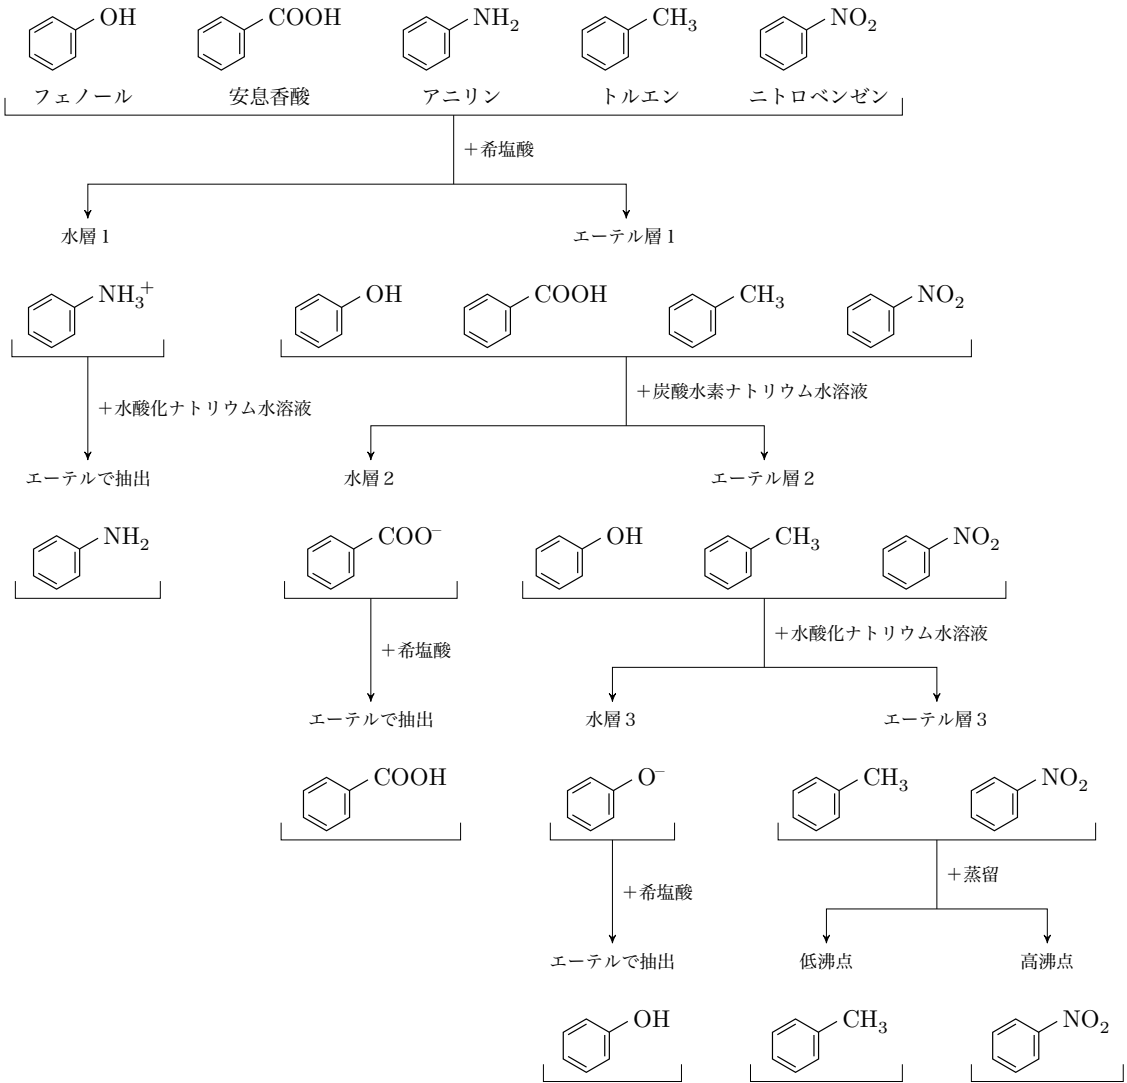 OH COOH NH₂ CH₃ NO₂
フェノール 安息香酸 アニリン トルエン ニトロベンゼン
＋希塩酸
水層１ エーテル層１
NH₃⁺ OH COOH CH₃ NO₂
＋炭酸水素ナトリウム水溶液
＋水酸化ナトリウム水溶液
エーテルで抽出 水層２ エーテル層２
NH₂ COO⁻ OH CH₃ NO₂
＋水酸化ナトリウム水溶液
＋希塩酸
エーテルで抽出 水層３ エーテル層３
COOH O⁻ CH₃ NO₂
＋蒸留
＋希塩酸
エーテルで抽出 低沸点 高沸点
OH CH₃ NO₂